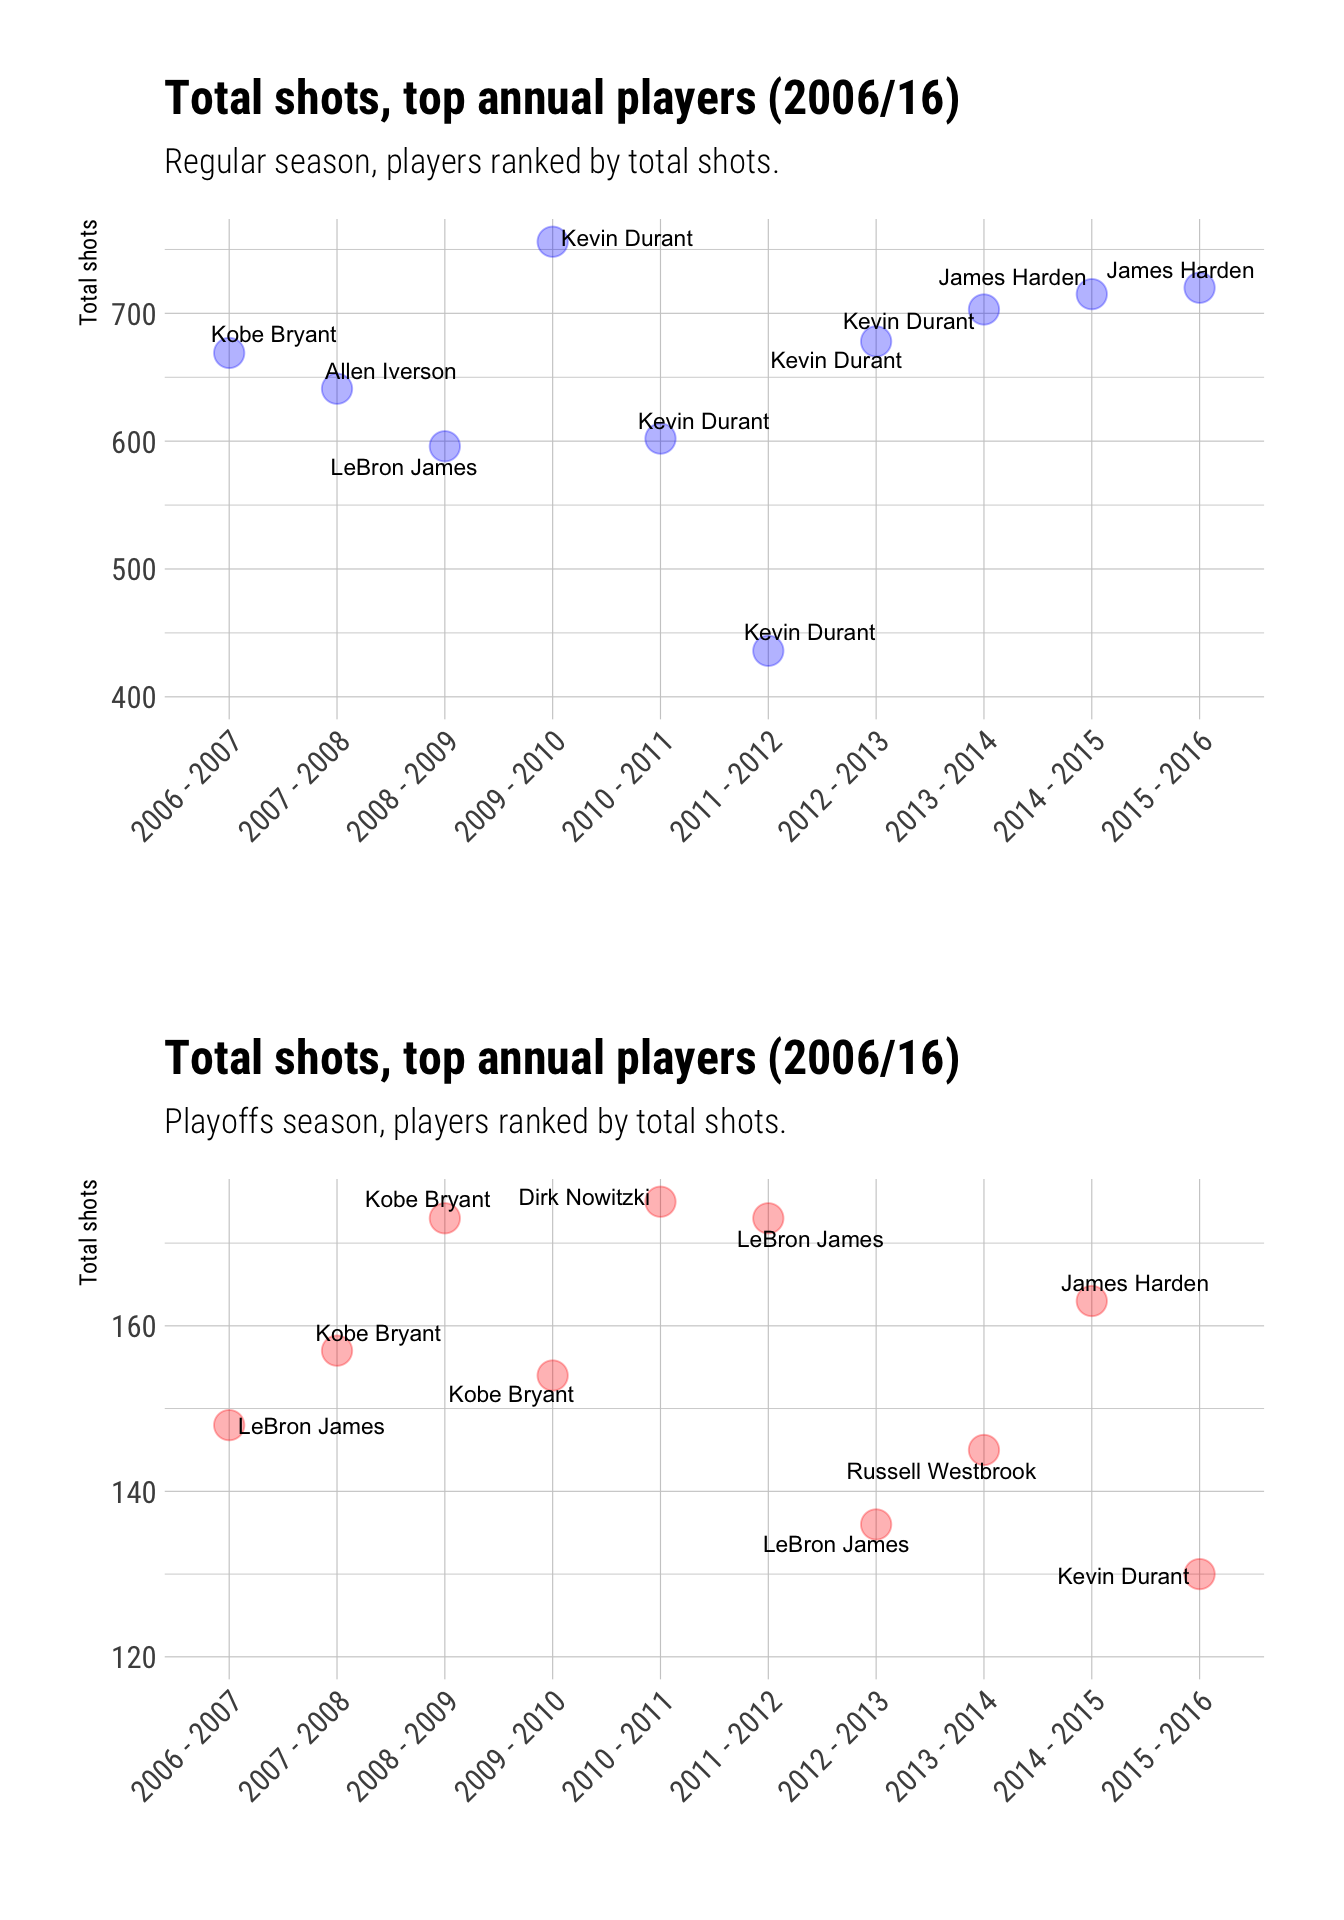 Total shots, top annual players (2006/16)
Regular season, players ranked by total shots.
Total shots
Kevin Durant
James Harden
James Harden
700
Kevin Durant
Kobe Bryant
Kevin Durant
Allen Iverson
Kevin Durant
600
LeBron James
500
Kevin Durant
400
2006 - 2007
2007 - 2008
2008 - 2009
2009 - 2010
2010 - 2011
2011 - 2012
2012 - 2013
2013 - 2014
2014 - 2015
2015 - 2016
Total shots, top annual players (2006/16)
Playoffs season, players ranked by total shots.
Total shots
Kobe Bryant
Dirk Nowitzki
LeBron James
James Harden
160
Kobe Bryant
Kobe Bryant
LeBron James
Russell Westbrook
140
LeBron James
Kevin Durant
120
2006 - 2007
2007 - 2008
2008 - 2009
2009 - 2010
2010 - 2011
2011 - 2012
2012 - 2013
2013 - 2014
2014 - 2015
2015 - 2016